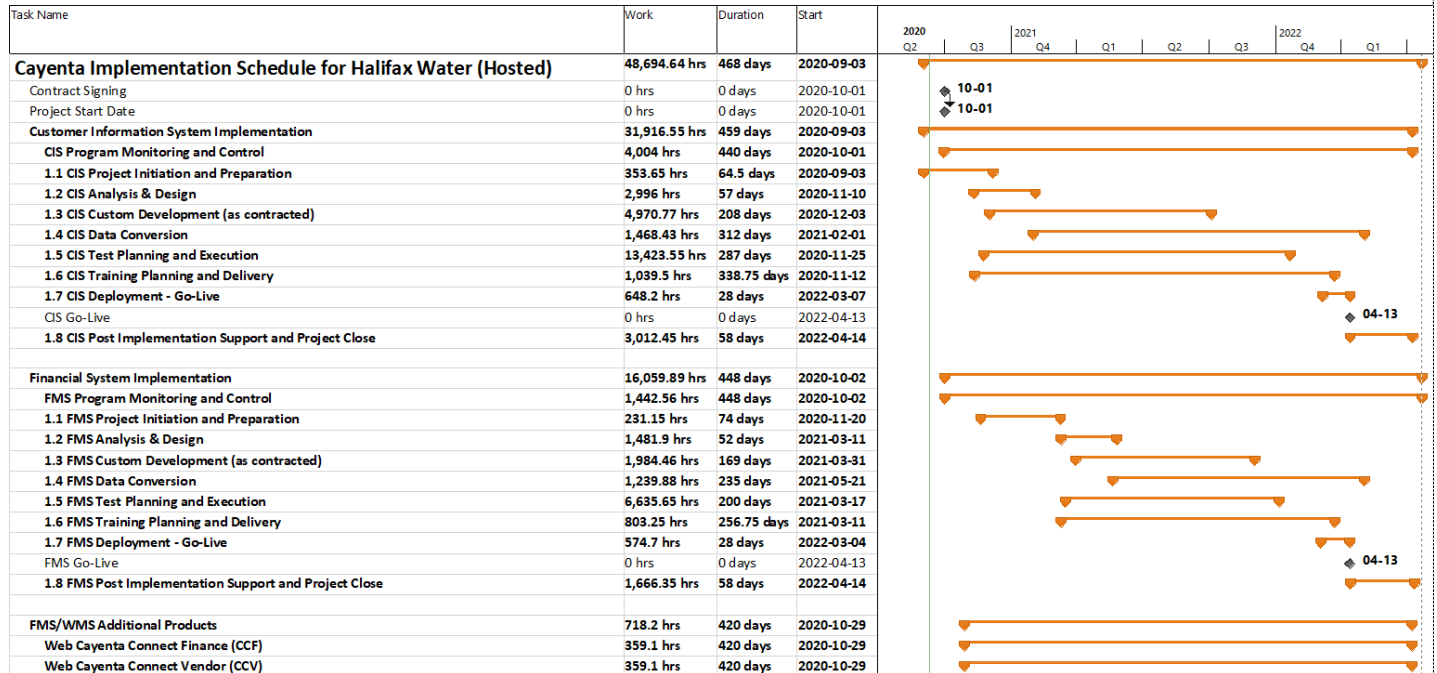 Task Name Work Duration Start
2020 2021 2022
Q2 Q3 Q4 Q1 Q2 Q3 Q4 Q1
Cayenta Implementation Schedule for Halifax Water (Hosted) 48,694.64 hrs 468 days 2020-09-03
Contract Signing 0 hrs 0 days 2020-10-01 10-01
Project Start Date 0 hrs 0 days 2020-10-01 10-01
Customer Information System Implementation 31,916.55 hrs 459 days 2020-09-03
CIS Program Monitoring and Control 4,004 hrs 440 days 2020-10-01
1.1 CIS Project Initiation and Preparation 353.65 hrs 64.5 days 2020-09-03
1.2 CIS Analysis & Design 2,996 hrs 57 days 2020-11-10
1.3 CIS Custom Development (as contracted) 4,970.77 hrs 208 days 2020-12-03
1.4 CIS Data Conversion 1,468.43 hrs 312 days 2021-02-01
1.5 CIS Test Planning and Execution 13,423.55 hrs 287 days 2020-11-25
1.6 CIS Training Planning and Delivery 1,039.5 hrs 338.75 days 2020-11-12
1.7 CIS Deployment - Go-Live 648.2 hrs 28 days 2022-03-07
CIS Go-Live 0 hrs 0 days 2022-04-13 04-13
1.8 CIS Post Implementation Support and Project Close 3,012.45 hrs 58 days 2022-04-14
Financial System Implementation 16,059.89 hrs 448 days 2020-10-02
FMS Program Monitoring and Control 1,442.56 hrs 448 days 2020-10-02
1.1 FMS Project Initiation and Preparation 231.15 hrs 74 days 2020-11-20
1.2 FMS Analysis & Design 1,481.9 hrs 52 days 2021-03-11
1.3 FMS Custom Development (as contracted) 1,984.46 hrs 169 days 2021-03-31
1.4 FMS Data Conversion 1,239.88 hrs 235 days 2021-05-21
1.5 FMS Test Planning and Execution 6,635.65 hrs 200 days 2021-03-17
1.6 FMS Training Planning and Delivery 803.25 hrs 256.75 days 2021-03-11
1.7 FMS Deployment - Go-Live 574.7 hrs 28 days 2022-03-04
FMS Go-Live 0 hrs 0 days 2022-04-13 04-13
1.8 FMS Post Implementation Support and Project Close 1,666.35 hrs 58 days 2022-04-14
FMS/WMS Additional Products 718.2 hrs 420 days 2020-10-29
Web Cayenta Connect Finance (CCF) 359.1 hrs 420 days 2020-10-29
Web Cayenta Connect Vendor (CCV) 359.1 hrs 420 days 2020-10-29